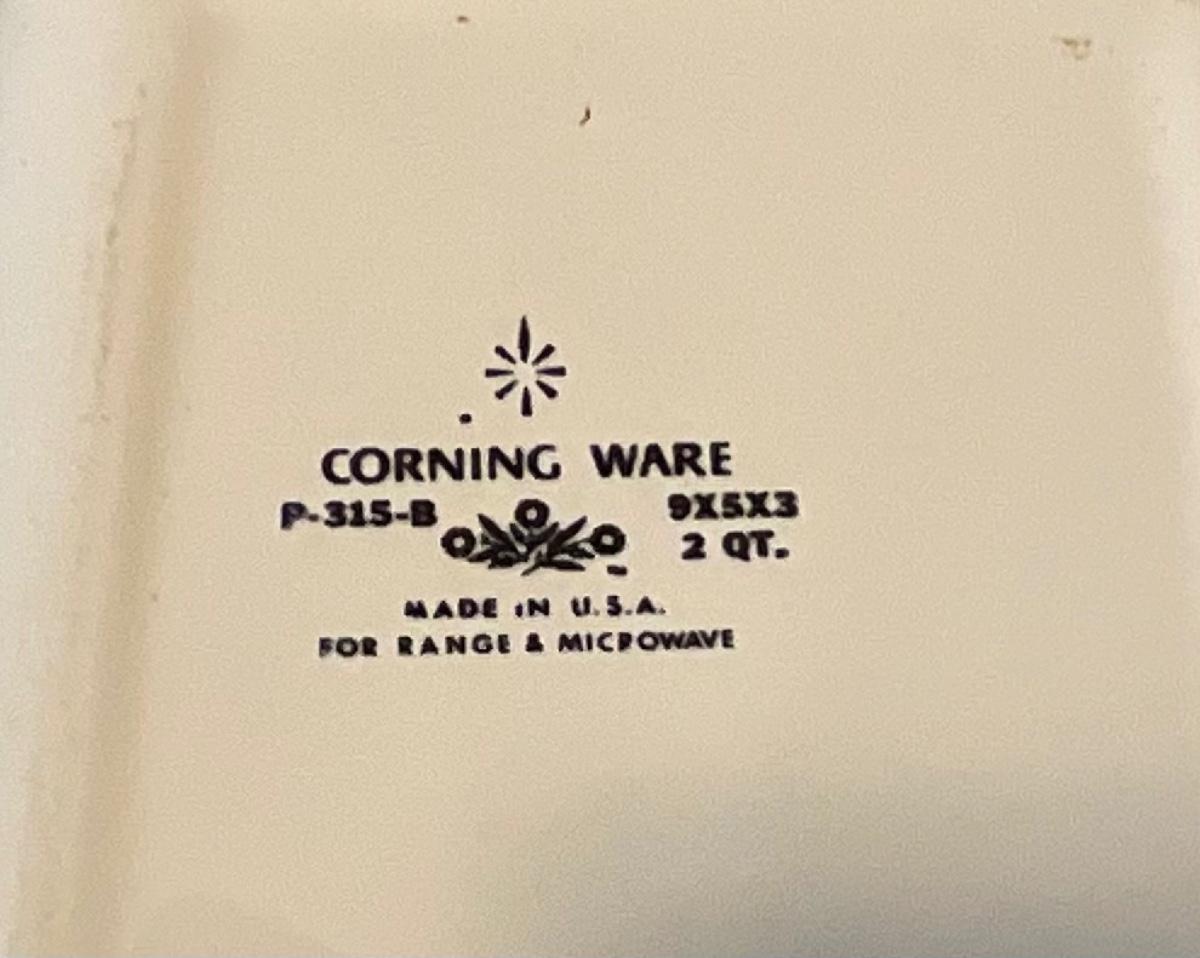 CORNING WARE
P-315-B 9X5X3
2 QT.
MADE IN U.S.A.
FOR RANGE & MICROWAVE